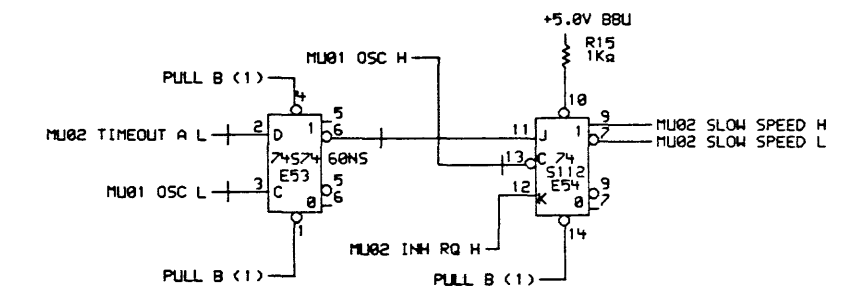 +5.0V BBU
R15
1KΩ
MU01 OSC H
PULL B (1)
4
10
5
6
9
7
MU02 SLOW SPEED H
MU02 SLOW SPEED L
MU02 TIMEOUT A L
2
D
1
11
J
1
74S74 60NS
E53
13
C
74
S112
E54
MU01 OSC L
3
C
5
6
0
12
K
9
7
0
1
14
MU02 INH RQ H
PULL B (1)
PULL B (1)